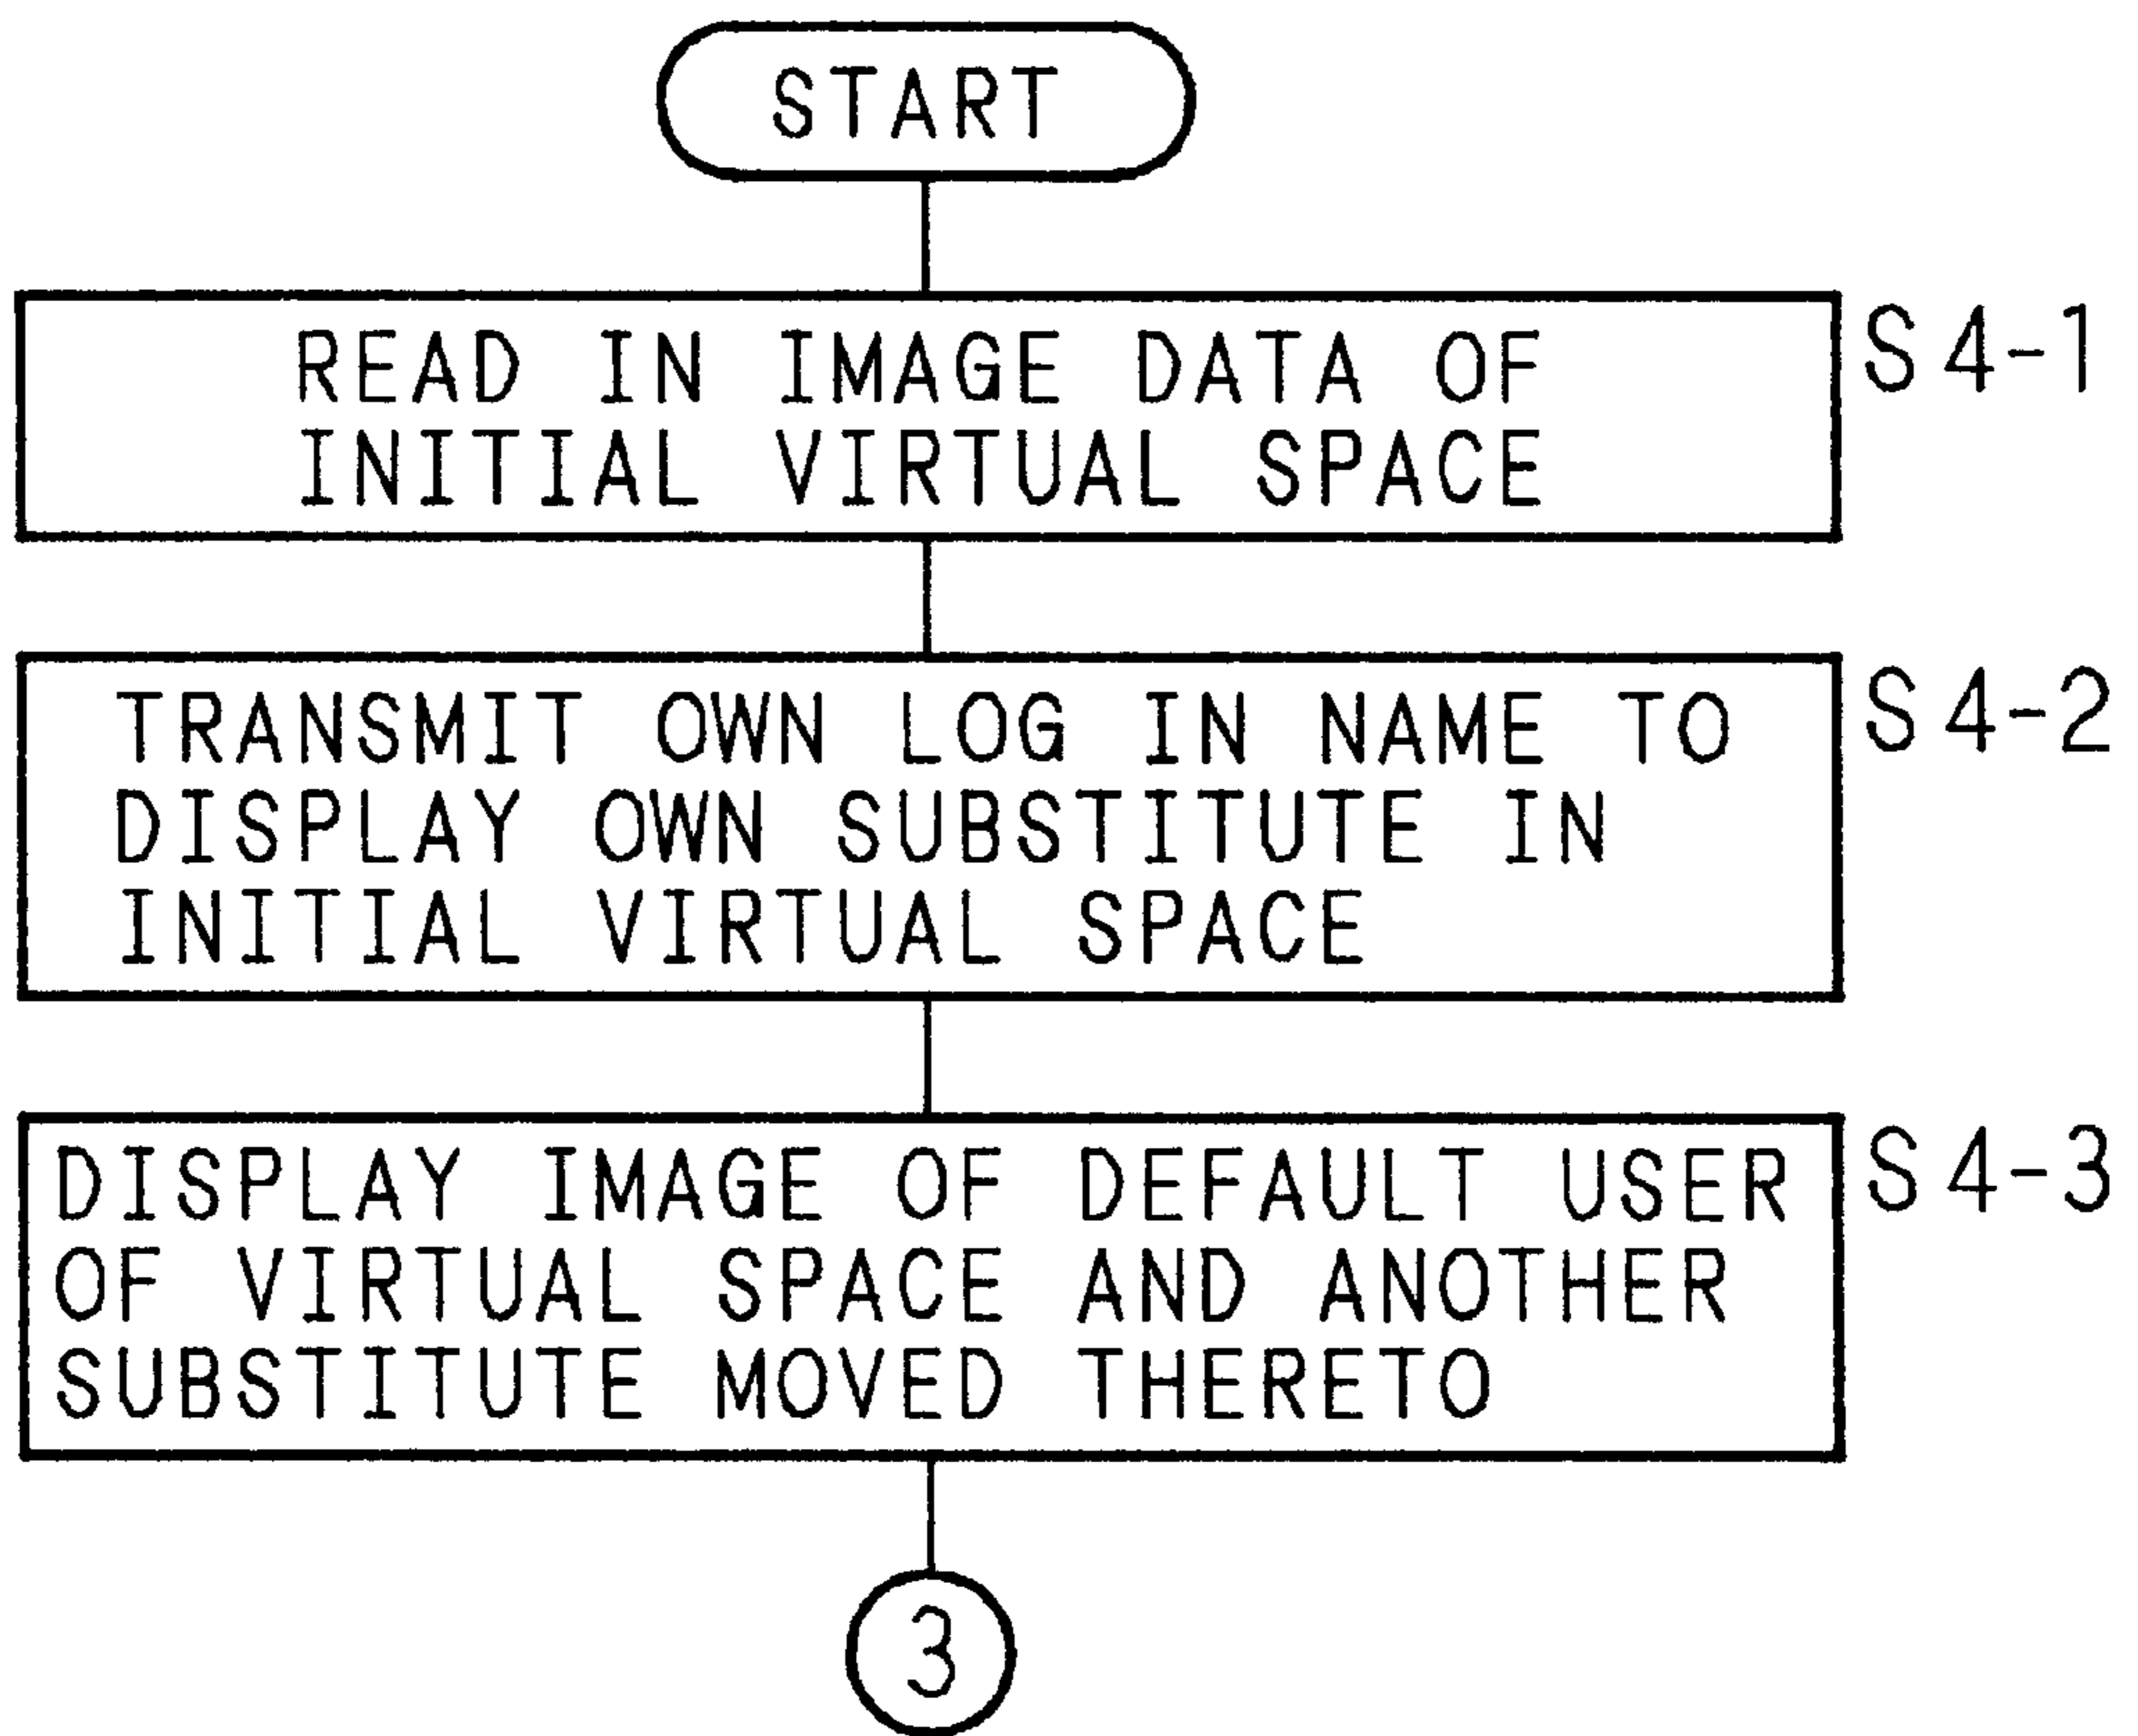 START
READ IN IMAGE DATA OF
INITIAL VIRTUAL SPACE
S4-1
TRANSMIT OWN LOG IN NAME TO
DISPLAY OWN SUBSTITUTE IN
INITIAL VIRTUAL SPACE
S4-2
DISPLAY IMAGE OF DEFAULT USER
OF VIRTUAL SPACE AND ANOTHER
SUBSTITUTE MOVED THERETO
S4-3
3